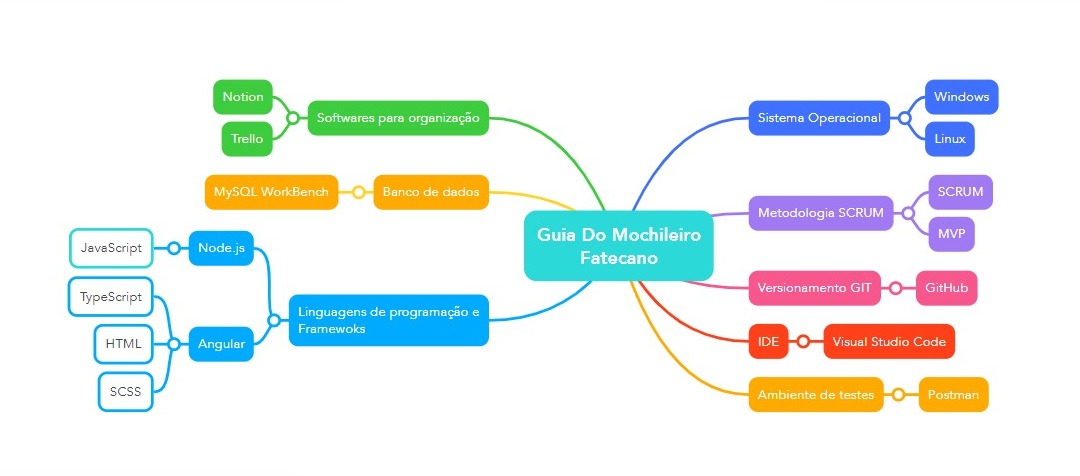 Guia Do Mochileiro
Fatecano
Softwares para organização
Notion
Trello
Banco de dados
MySQL WorkBench
Linguagens de programação e
Framewoks
Node.js
JavaScript
Angular
TypeScript
HTML
SCSS
Sistema Operacional
Windows
Linux
Metodologia SCRUM
SCRUM
MVP
Versionamento GIT
GitHub
IDE
Visual Studio Code
Ambiente de testes
Postman